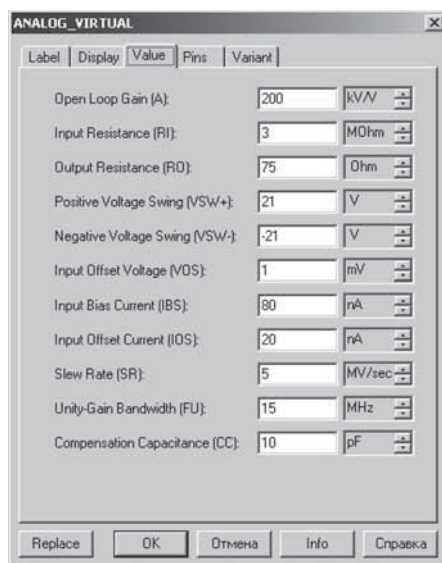 ANALOG_VIRTUAL
Label Display Value Pins Variant
Open Loop Gain (A): 200 kV/V
Input Resistance (RI): 3 MOhm
Output Resistance (RO): 75 Ohm
Positive Voltage Swing (VSW+): 21 V
Negative Voltage Swing (VSW-): -21 V
Input Offset Voltage (VOS): 1 mV
Input Bias Current (IBS): 80 nA
Input Offset Current (IOS): 20 nA
Slew Rate (SR): 5 MV/sec
Unity-Gain Bandwidth (FU): 15 MHz
Compensation Capacitance (CC): 10 pF
Replace OK Отмена Info Справка